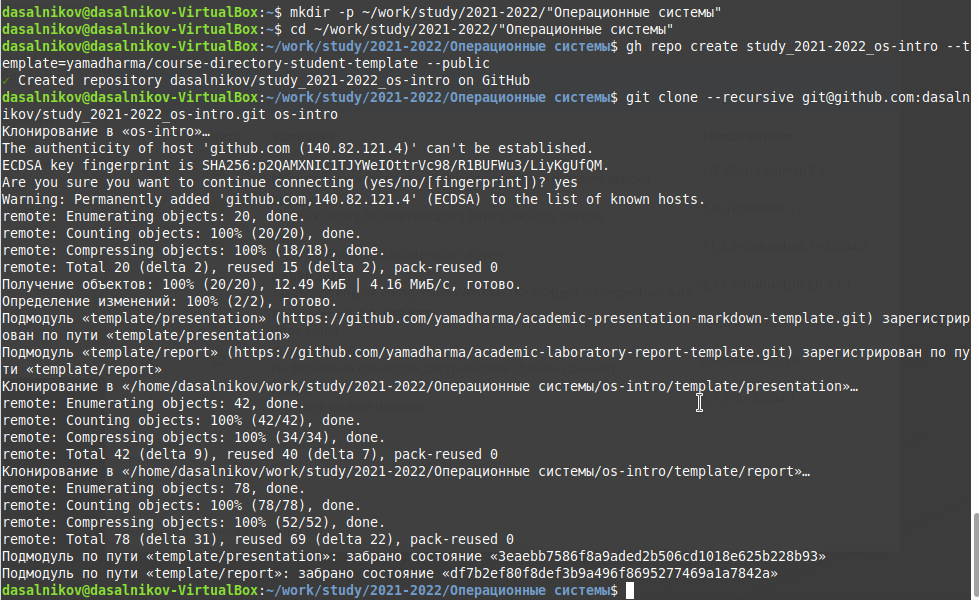 dasalnikov@dasalnikov-VirtualBox:~$ mkdir -p ~/work/study/2021-2022/"Операционные системы"
dasalnikov@dasalnikov-VirtualBox:~$ cd ~/work/study/2021-2022/"Операционные системы"
dasalnikov@dasalnikov-VirtualBox:~/work/study/2021-2022/Операционные системы$ gh repo create study_2021-2022_os-intro --t
emplate=yamadharma/course-directory-student-template --public
✓ Created repository dasalnikov/study_2021-2022_os-intro on GitHub
dasalnikov@dasalnikov-VirtualBox:~/work/study/2021-2022/Операционные системы$ git clone --recursive git@github.com:dasaln
ikov/study_2021-2022_os-intro.git os-intro
Клонирование в «os-intro»…
The authenticity of host 'github.com (140.82.121.4)' can't be established.
ECDSA key fingerprint is SHA256:p2QAMXNIC1TJYWeIOttrVc98/R1BUFWu3/LiyKgUfQM.
Are you sure you want to continue connecting (yes/no/[fingerprint])? yes
Warning: Permanently added 'github.com,140.82.121.4' (ECDSA) to the list of known hosts.
remote: Enumerating objects: 20, done.
remote: Counting objects: 100% (20/20), done.
remote: Compressing objects: 100% (18/18), done.
remote: Total 20 (delta 2), reused 15 (delta 2), pack-reused 0
Получение объектов: 100% (20/20), 12.49 КиБ | 4.16 МиБ/с, готово.
Определение изменений: 100% (2/2), готово.
Подмодуль «template/presentation» (https://github.com/yamadharma/academic-presentation-markdown-template.git) зарегистрир
ован по пути «template/presentation»
Подмодуль «template/report» (https://github.com/yamadharma/academic-laboratory-report-template.git) зарегистрирован по пу
ти «template/report»
Клонирование в «/home/dasalnikov/work/study/2021-2022/Операционные системы/os-intro/template/presentation»…
remote: Enumerating objects: 42, done.
remote: Counting objects: 100% (42/42), done.
remote: Compressing objects: 100% (34/34), done.
remote: Total 42 (delta 9), reused 40 (delta 7), pack-reused 0
Клонирование в «/home/dasalnikov/work/study/2021-2022/Операционные системы/os-intro/template/report»…
remote: Enumerating objects: 78, done.
remote: Counting objects: 100% (78/78), done.
remote: Compressing objects: 100% (52/52), done.
remote: Total 78 (delta 31), reused 69 (delta 22), pack-reused 0
Подмодуль по пути «template/presentation»: забрано состояние «3eaebb7586f8a9aded2b506cd1018e625b228b93»
Подмодуль по пути «template/report»: забрано состояние «df7b2ef80f8def3b9a496f8695277469a1a7842a»
dasalnikov@dasalnikov-VirtualBox:~/work/study/2021-2022/Операционные системы$